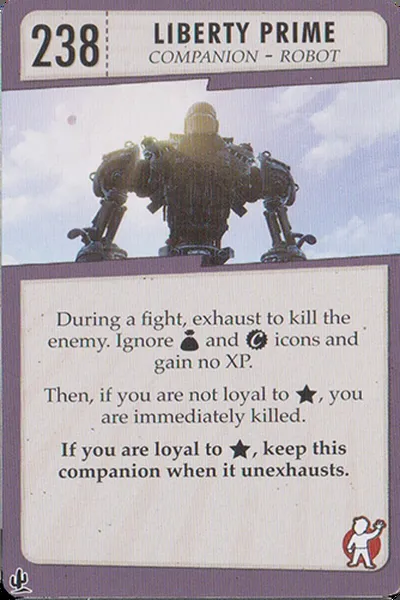 238
LIBERTY PRIME
COMPANION – ROBOT
During a fight, exhaust to kill the
enemy. Ignore and C icons and
gain no XP.
Then, if you are not loyal to ★, you
are immediately killed.
If you are loyal to ★, keep this
companion when it unexhausts.